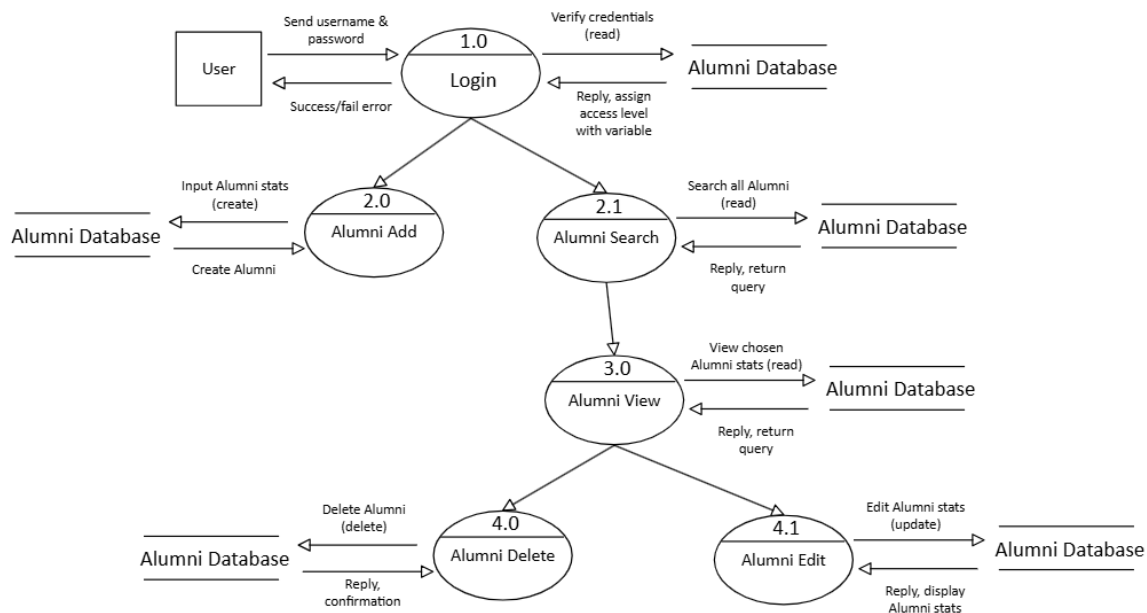 Send username &
password
Verify credentials
(read)
1.0
User
Login
Alumni Database
Success/fail error
Reply, assign
access level
with variable
Input Alumni stats
(create)
2.0
2.1
Search all Alumni
(read)
Alumni Database
Alumni Add
Alumni Search
Alumni Database
Create Alumni
Reply, return
query
View chosen
Alumni stats (read)
3.0
Alumni View
Alumni Database
Reply, return
query
Delete Alumni
(delete)
4.0
4.1
Edit Alumni stats
(update)
Alumni Database
Alumni Delete
Alumni Edit
Alumni Database
Reply,
confirmation
Reply, display
Alumni stats